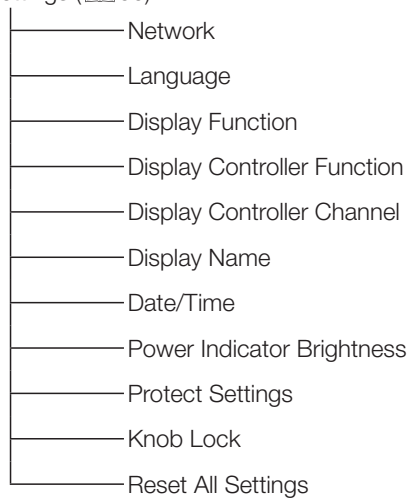 Network
Language
Display Function
Display Controller Function
Display Controller Channel
Display Name
Date/Time
Power Indicator Brightness
Protect Settings
Knob Lock
Reset All Settings